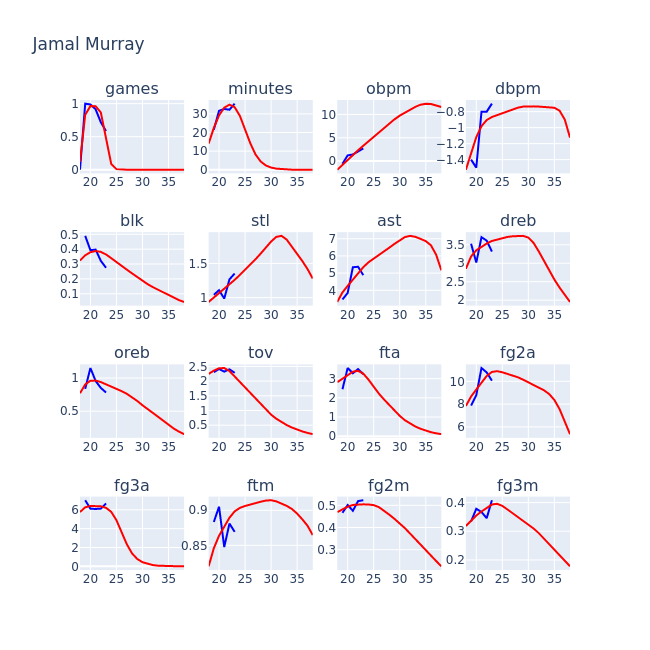 Jamal Murray
games minutes obpm dbpm
1 0.5 0
30 20 10 0
10 5 0
−0.8 −1 −1.2 −1.4
20 25 30 35 20 25 30 35 20 25 30 35 20 25 30 35
blk stl ast dreb
0.5 0.4 0.3 0.2 0.1
1.5 1
7 6 5 4
3.5 3 2.5 2
20 25 30 35 20 25 30 35 20 25 30 35 20 25 30 35
oreb tov fta fg2a
1 0.5
2.5 2 1.5 1 0.5
3 2 1 0
10 8 6
20 25 30 35 20 25 30 35 20 25 30 35 20 25 30 35
fg3a ftm fg2m fg3m
6 4 2 0
0.9 0.85
0.5 0.4 0.3
0.4 0.3 0.2
20 25 30 35 20 25 30 35 20 25 30 35 20 25 30 35